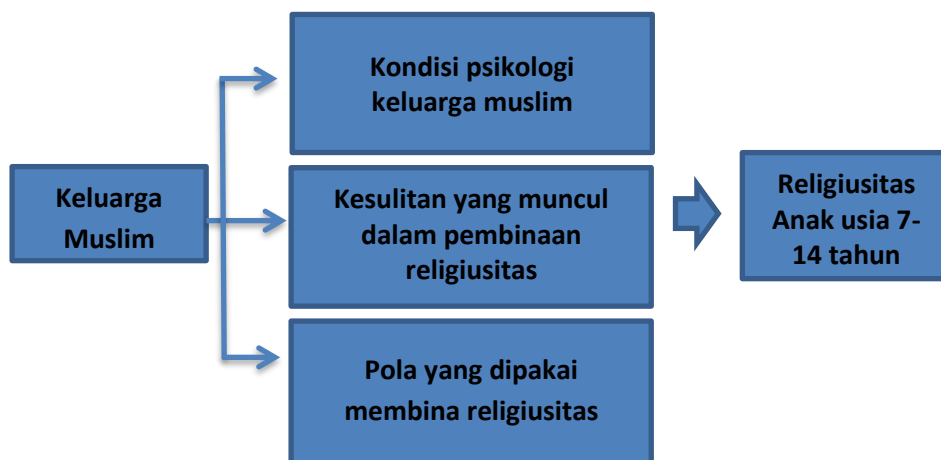 Kondisi psikologi
keluarga muslim
Keluarga
Muslim
Kesulitan yang muncul
dalam pembinaan
religiusitas
Religiusitas
Anak usia 7-
14 tahun
Pola yang dipakai
membina religiusitas